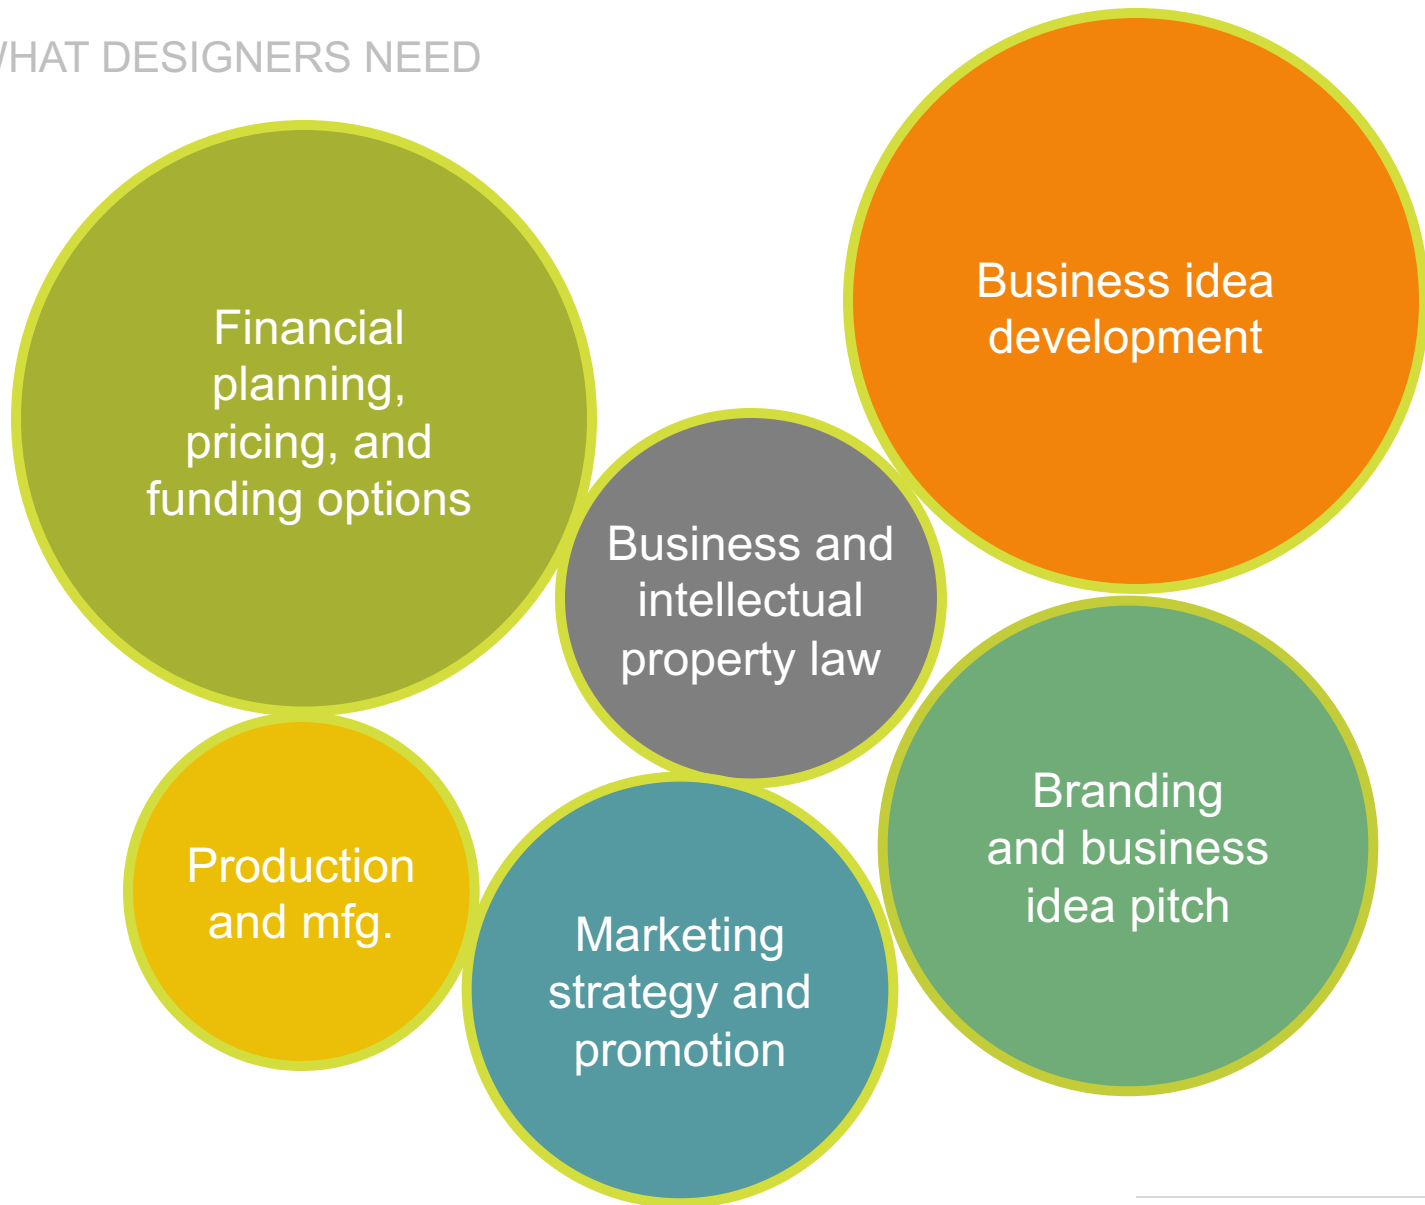 WHAT DESIGNERS NEED
Financial
planning,
pricing, and
funding options
Business idea
development
Business and
intellectual
property law
Branding
and business
idea pitch
Production
and mfg.
Marketing
strategy and
promotion